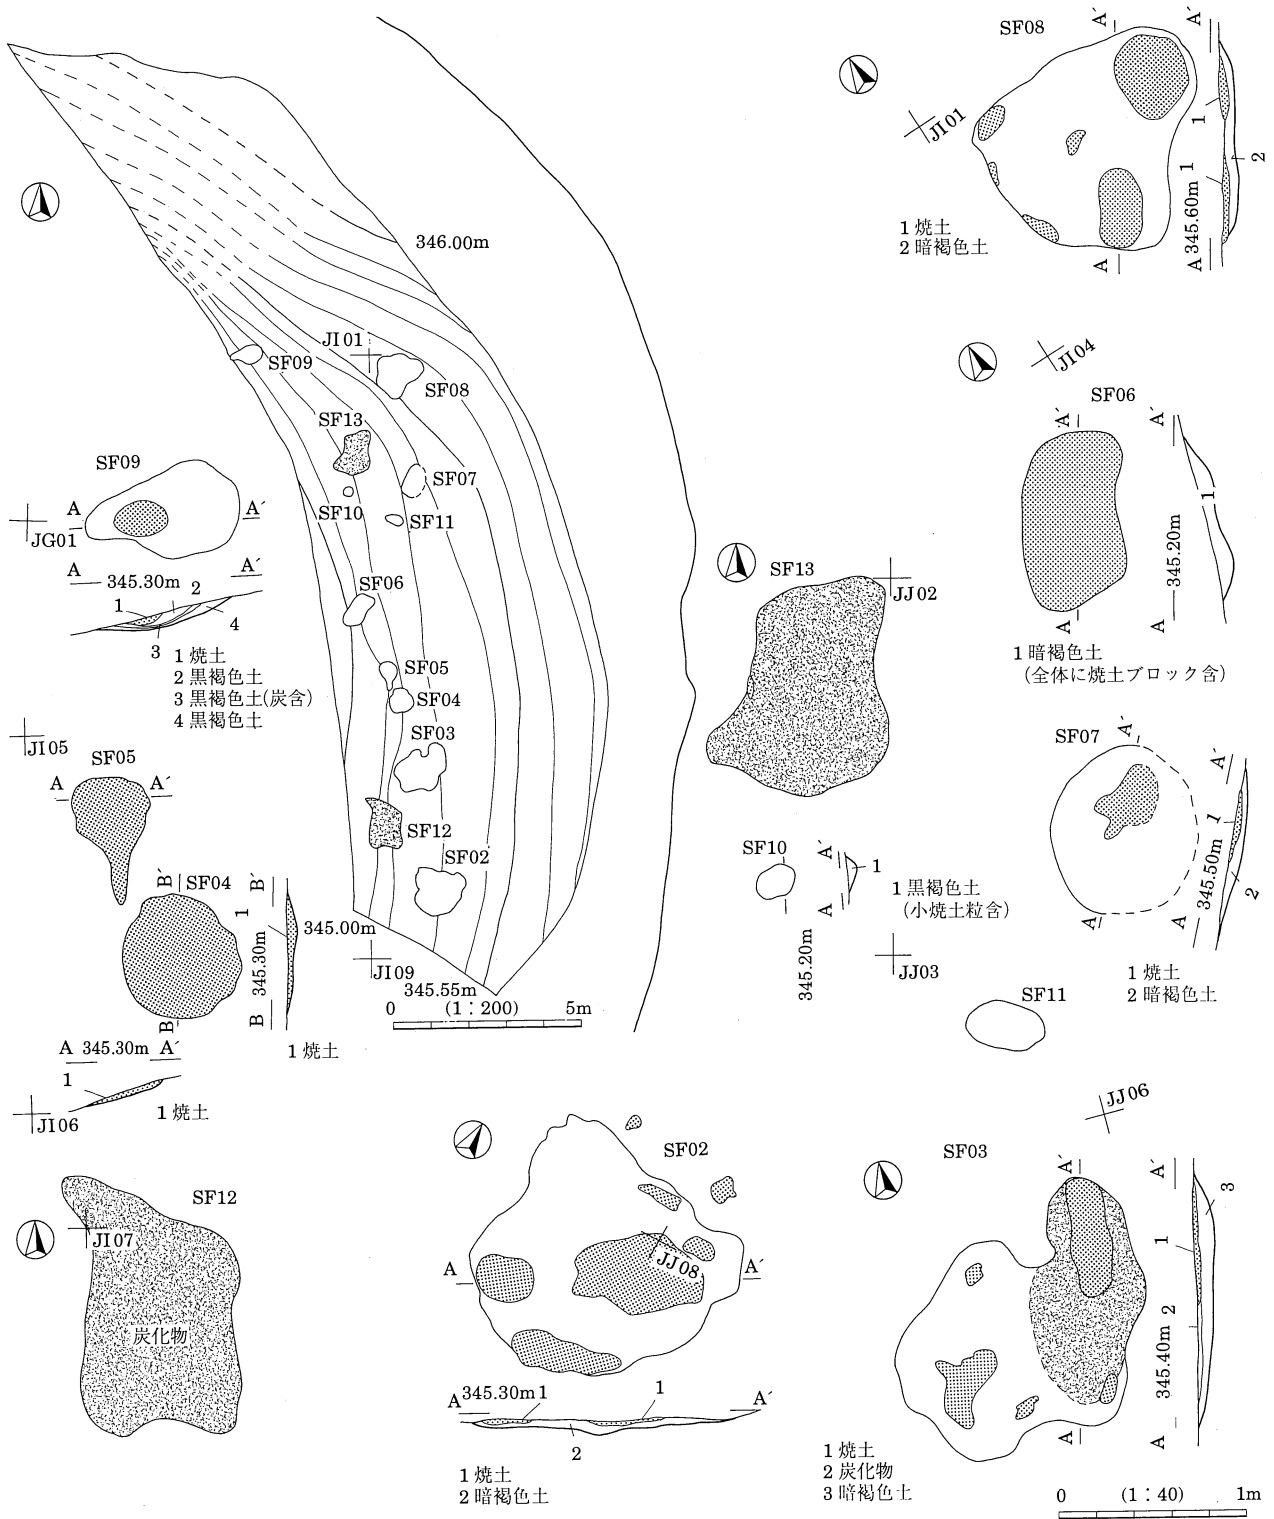 SF08
A´
A´
JI01
1
2
1
345.60m
A
A
1 焼土
2 暗褐色土
346.00m
JI01
SF09
SF08
SF13
SF07
SF10
SF11
SF06
SF05
SF04
SF03
SF12
SF02
345.00m
JI09
345.55m
0 (1：200) 5m
SF09
A
A´
JG01
A
345.30m
A´
1
2
3
4
1 焼土
2 黒褐色土
3 黒褐色土(炭含)
4 黒褐色土
JI04
SF06
A´
A´
1
345.20m
A
A
1 暗褐色土
(全体に焼土ブロック含)
SF13
JJ02
JI05
SF05
A
A´
SF04
B´
B´
1
345.30m
B
B
1 焼土
A 345.30m A´
1
1 焼土
JI06
SF07
A´
A´
1
345.50m
2
A
A
1 焼土
2 暗褐色土
SF10
A´
1
A
345.20m
1 黒褐色土
(小焼土粒含)
JJ03
SF11
SF12
JI07
炭化物
SF02
JJ08
A
A´
A 345.30m 1
1
A´
2
1 焼土
2 暗褐色土
JJ06
SF03
A´
A´
3
1
2
345.40m
A
A
1 焼土
2 炭化物
3 暗褐色土
0 (1：40) 1m